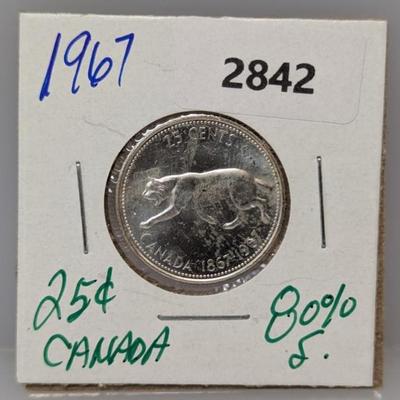 1967
2842
25 CENTS
CANADA 1867-1967
25¢
CANADA
80%
S.